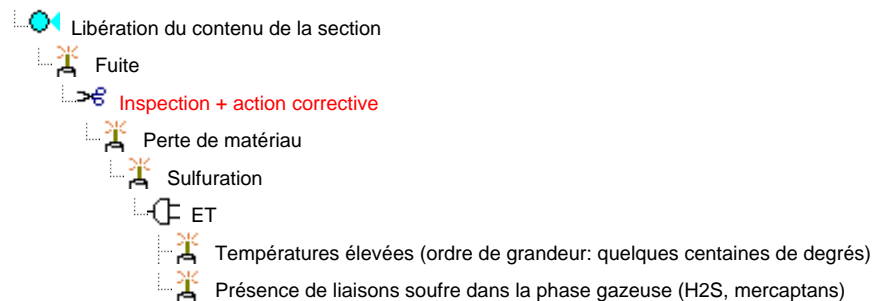 Libération du contenu de la section
Fuite
Inspection + action corrective
Perte de matériau
Sulfuration
ET
Températures élevées (ordre de grandeur: quelques centaines de degrés)
Présence de liaisons soufre dans la phase gazeuse (H2S, mercaptans)